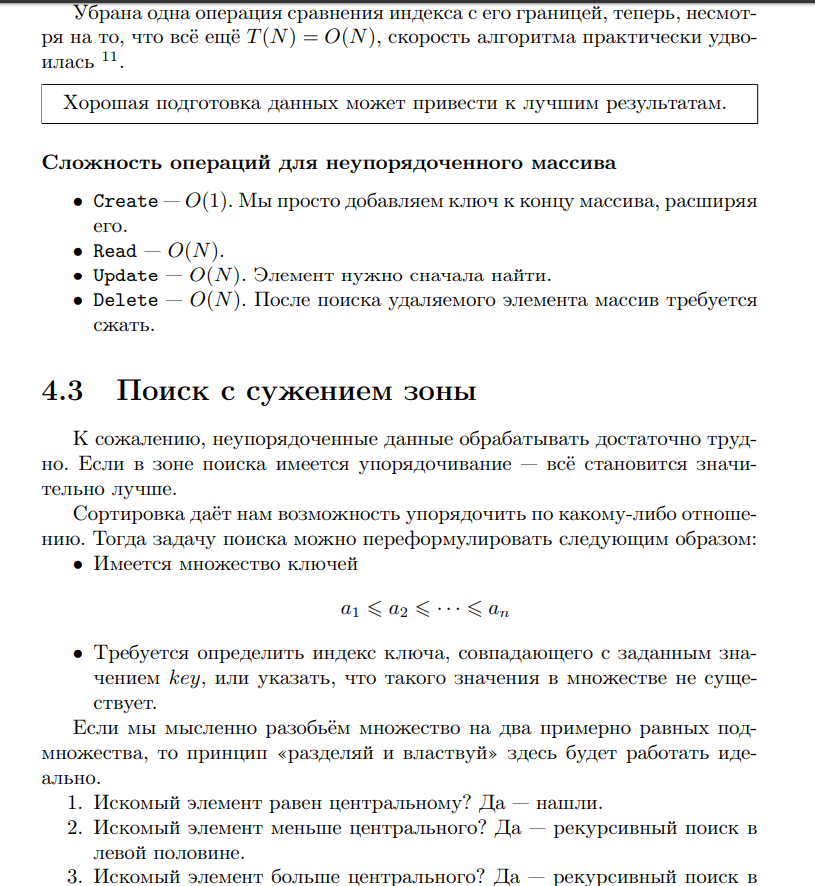 Убрана одна операция сравнения индекса с его границей, теперь, несмот-
ря на то, что всё ещё T(N) = O(N), скорость алгоритма практически удво-
илась ¹¹.
Хорошая подготовка данных может привести к лучшим результатам.
Сложность операций для неупорядоченного массива
• Create — O(1). Мы просто добавляем ключ к концу массива, расширяя
его.
• Read — O(N).
• Update — O(N). Элемент нужно сначала найти.
• Delete — O(N). После поиска удаляемого элемента массив требуется
сжать.
4.3 Поиск с сужением зоны
К сожалению, неупорядоченные данные обрабатывать достаточно труд-
но. Если в зоне поиска имеется упорядочивание — всё становится значи-
тельно лучше.
Сортировка даёт нам возможность упорядочить по какому-либо отноше-
нию. Тогда задачу поиска можно переформулировать следующим образом:
• Имеется множество ключей
a₁ ⩽ a₂ ⩽ ⋯ ⩽ aₙ
• Требуется определить индекс ключа, совпадающего с заданным зна-
чением key, или указать, что такого значения в множестве не суще-
ствует.
Если мы мысленно разобьём множество на два примерно равных под-
множества, то принцип «разделяй и властвуй» здесь будет работать иде-
ально.
1. Искомый элемент равен центральному? Да — нашли.
2. Искомый элемент меньше центрального? Да — рекурсивный поиск в
левой половине.
3. Искомый элемент больше центрального? Да — рекурсивный поиск в